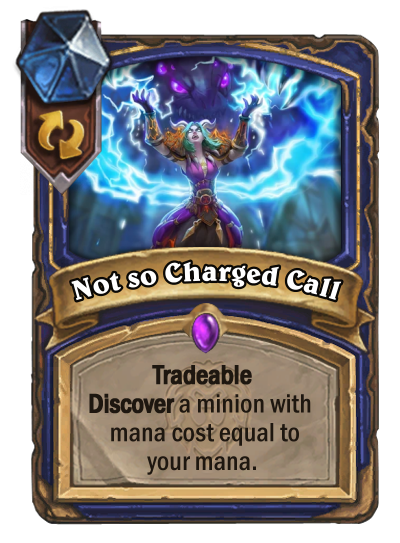 Not so Charged Call
Tradeable
Discover a minion with
mana cost equal to
your mana.